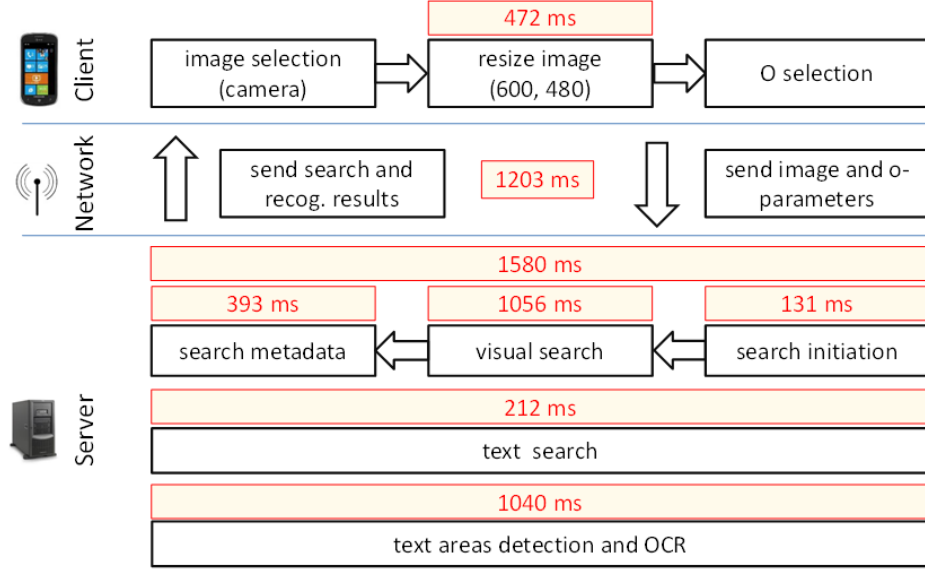 472 ms
Client
image selection
(camera)
resize image
(600, 480)
O selection
Network
send search and
recog. results
1203 ms
send image and o-
parameters
1580 ms
393 ms
1056 ms
131 ms
search metadata
visual search
search initiation
Server
212 ms
text search
1040 ms
text areas detection and OCR